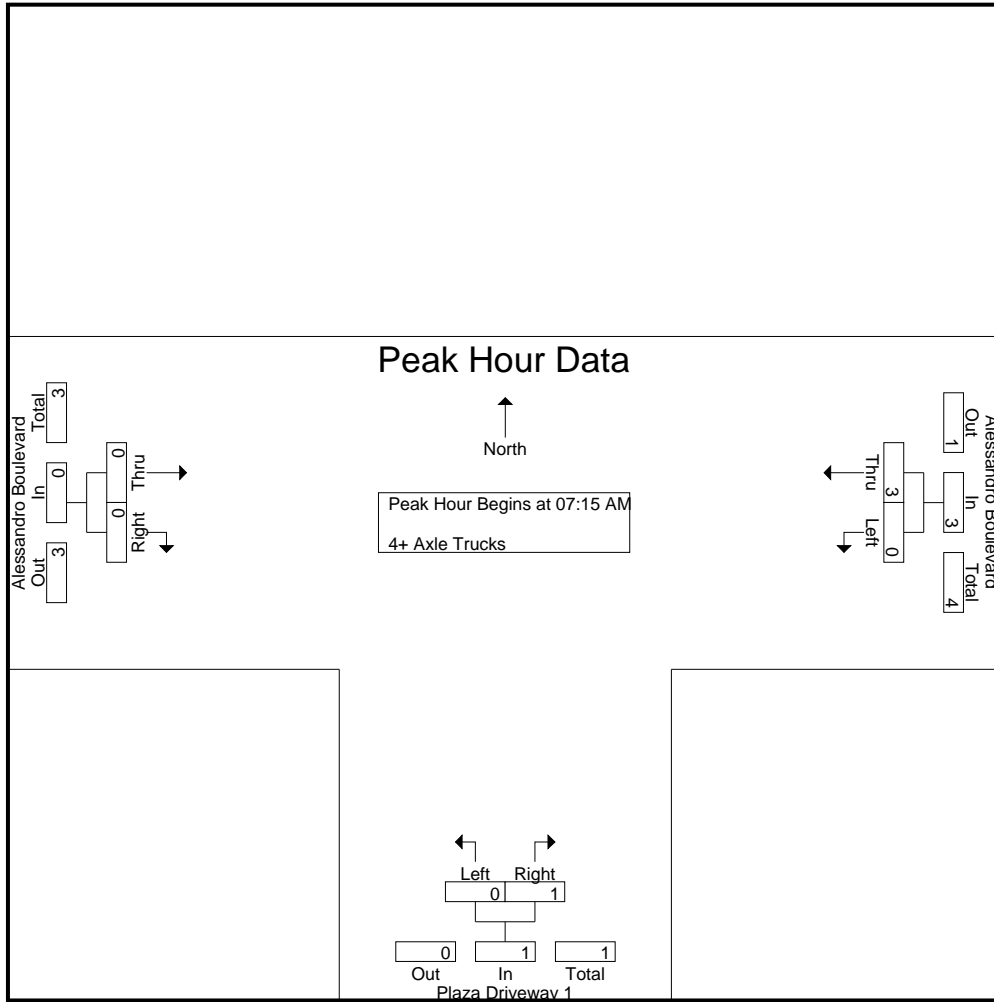 Peak Hour Data
North
Peak Hour Begins at 07:15 AM
4+ Axle Trucks
Alessandro Boulevard
Total
3
In
0
Out
3
Thru
0
Right
0
Alessandro Boulevard
Out
1
In
3
Total
4
Thru
3
Left
0
Left Right
0 1
0 1 1
Out In Total
Plaza Driveway 1